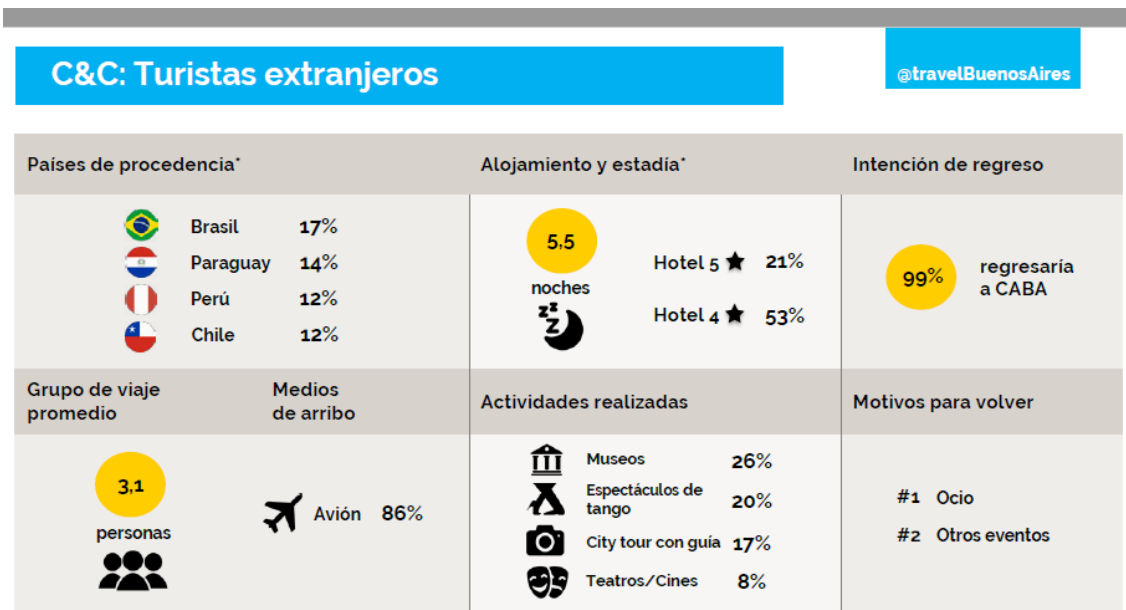 C&C: Turistas extranjeros
@travelBuenosAires
Países de procedencia*
Brasil 17%
Paraguay 14%
Perú 12%
Chile 12%
Alojamiento y estadía*
5,5
noches
Hotel 5 ★ 21%
Hotel 4 ★ 53%
Intención de regreso
99%
regresaría
a CABA
Grupo de viaje
promedio
3,1
personas
Medios
de arribo
Avión 86%
Actividades realizadas
Museos 26%
Espectáculos de
tango 20%
City tour con guía 17%
Teatros/Cines 8%
Motivos para volver
#1 Ocio
#2 Otros eventos